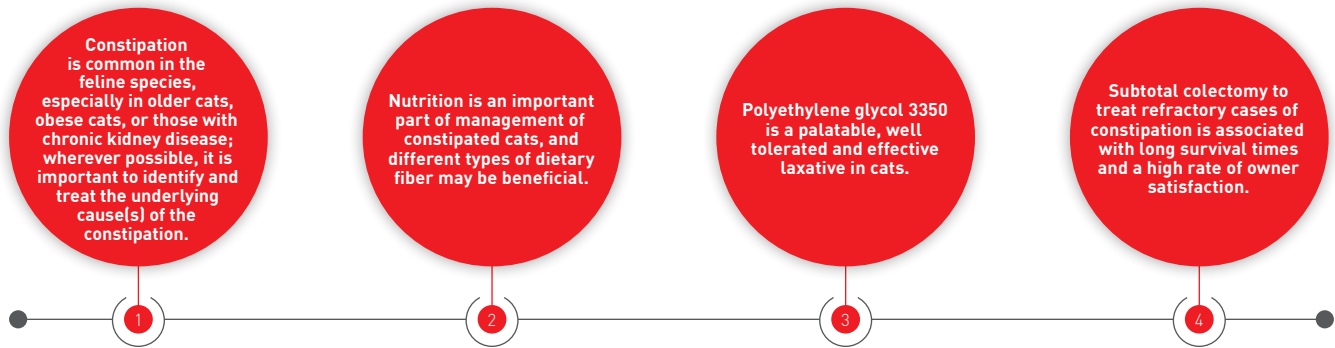 Constipation
is common in the
feline species,
especially in older cats,
obese cats, or those with
chronic kidney disease;
wherever possible, it is
important to identify and
treat the underlying
cause(s) of the
constipation.
Nutrition is an important
part of management of
constipated cats, and
different types of dietary
fiber may be beneficial.
Polyethylene glycol 3350
is a palatable, well
tolerated and effective
laxative in cats.
Subtotal colectomy to
treat refractory cases of
constipation is associated
with long survival times
and a high rate of owner
satisfaction.
1
2
3
4